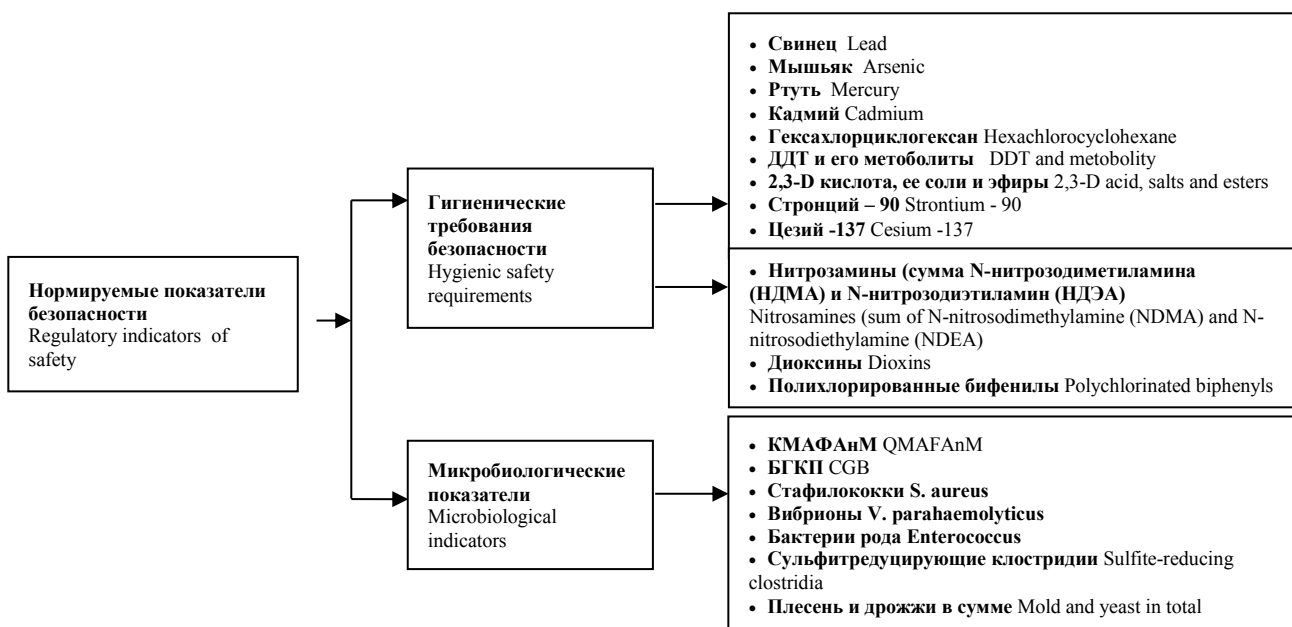 Нормируемые показатели
безопасности
Regulatory indicators of
safety
Гигиенические
требования
безопасности
Hygienic safety
requirements
Микробиологические
показатели
Microbiological
indicators
• Свинец Lead
• Мышьяк Arsenic
• Ртуть Mercury
• Кадмий Cadmium
• Гексахлорциклогексан Hexachlorocyclohexane
• ДДТ и его метоболиты DDT and metobolity
• 2,3-D кислота, ее соли и эфиры 2,3-D acid, salts and esters
• Стронций – 90 Strontium - 90
• Цезий -137 Cesium -137
• Нитрозамины (сумма N-нитрозодиметиламина
(НДМА) и N-нитрозодиэтиламин (НДЭА)
Nitrosamines (sum of N-nitrosodimethylamine (NDMA) and N-
nitrosodiethylamine (NDEA)
• Диоксины Dioxins
• Полихлорированные бифенилы Polychlorinated biphenyls
• КМАФАнМ QMAFAnM
• БГКП CGB
• Стафилококки S. aureus
• Вибрионы V. parahaemolyticus
• Бактерии рода Enterococcus
• Сульфитредуцирующие клостридии Sulfite-reducing
clostridia
• Плесень и дрожжи в сумме Mold and yeast in total